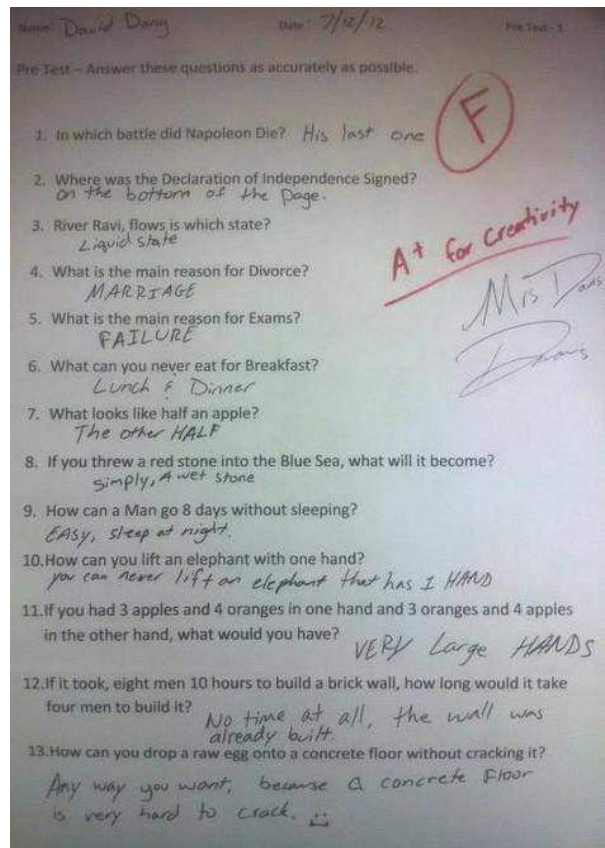 Name: David Dang Date: 7/12/12 Pre Test - 1
Pre Test – Answer these questions as accurately as possible.
F
1. In which battle did Napoleon Die? His last one
2. Where was the Declaration of Independence Signed?
on the bottom of the page.
3. River Ravi, flows is which state?
Liquid state
A+ for creativity
4. What is the main reason for Divorce?
MARRIAGE
Mrs Davis
5. What is the main reason for Exams?
FAILURE
6. What can you never eat for Breakfast?
Lunch & Dinner
7. What looks like half an apple?
The other HALF
8. If you threw a red stone into the Blue Sea, what will it become?
simply, A wet stone
9. How can a Man go 8 days without sleeping?
EASY, sleep at night.
10.How can you lift an elephant with one hand?
you can never lift an elephant that has 1 HAND
11.If you had 3 apples and 4 oranges in one hand and 3 oranges and 4 apples
in the other hand, what would you have? VERY Large HANDS
12.If it took, eight men 10 hours to build a brick wall, how long would it take
four men to build it? No time at all, the wall was
already built.
13.How can you drop a raw egg onto a concrete floor without cracking it?
Any way you want, because a concrete floor
is very hard to crack.